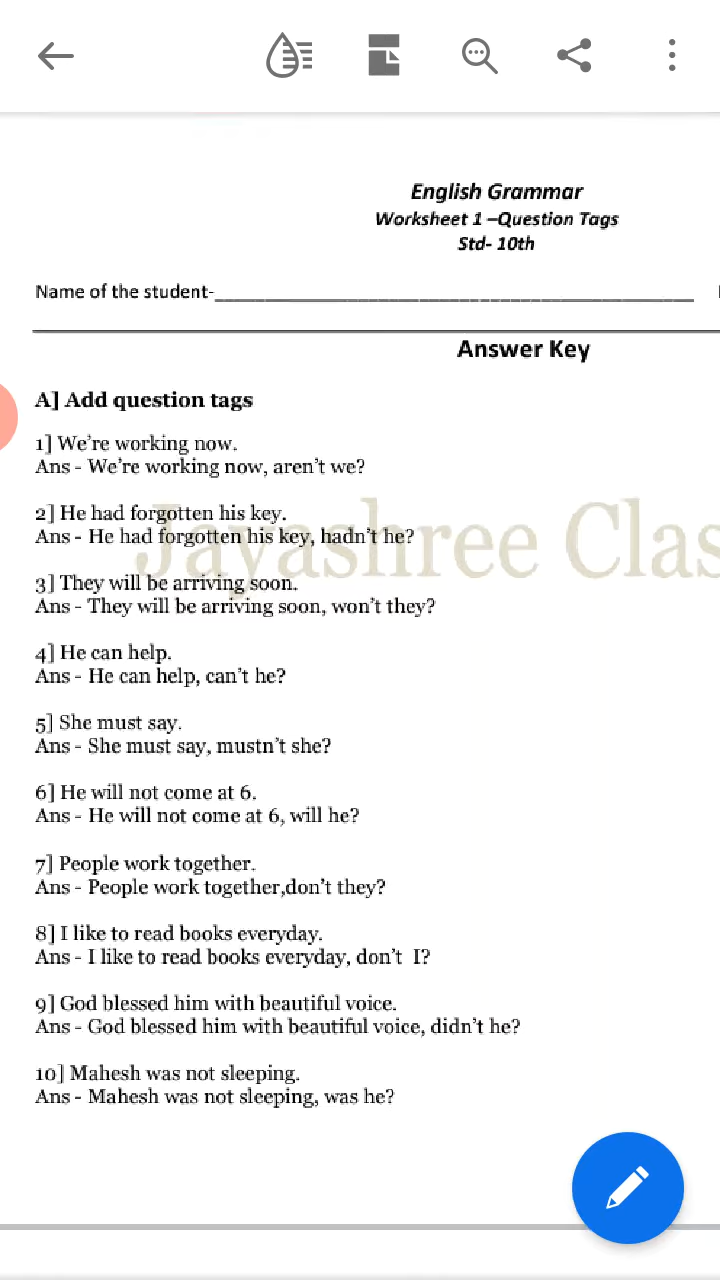 English Grammar
Worksheet 1 –Question Tags
Std- 10th
Name of the student-________________________________________________
Answer Key
A] Add question tags
1] We’re working now.
Ans - We’re working now, aren’t we?
2] He had forgotten his key.
Ans - He had forgotten his key, hadn’t he?
Jayashree Clas
3] They will be arriving soon.
Ans - They will be arriving soon, won’t they?
4] He can help.
Ans - He can help, can’t he?
5] She must say.
Ans - She must say, mustn’t she?
6] He will not come at 6.
Ans - He will not come at 6, will he?
7] People work together.
Ans - People work together,don’t they?
8] I like to read books everyday.
Ans - I like to read books everyday, don’t  I?
9] God blessed him with beautiful voice.
Ans - God blessed him with beautiful voice, didn’t he?
10] Mahesh was not sleeping.
Ans - Mahesh was not sleeping, was he?